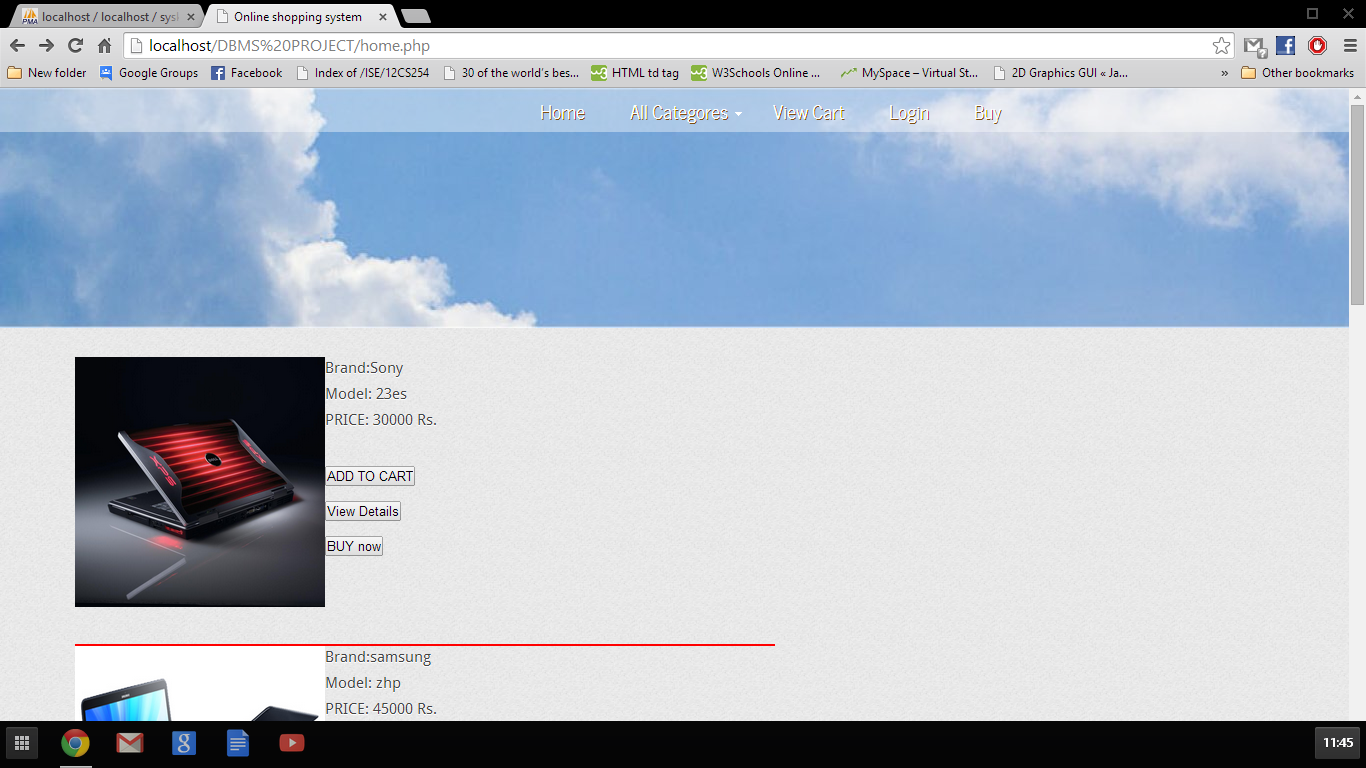 localhost / localhost / sysl
Online shopping system
localhost/DBMS%20PROJECT/home.php
New folder
Google Groups
Facebook
Index of /ISE/12CS254
30 of the world's bes...
HTML td tag
W3Schools Online ...
MySpace – Virtual St...
2D Graphics GUI « Ja...
»
Other bookmarks
Home
All Categores
View Cart
Login
Buy
Brand:Sony
Model: 23es
PRICE: 30000 Rs.
XPS
ADD TO CART
View Details
BUY now
Brand:samsung
Model: zhp
PRICE: 45000 Rs.
11:45